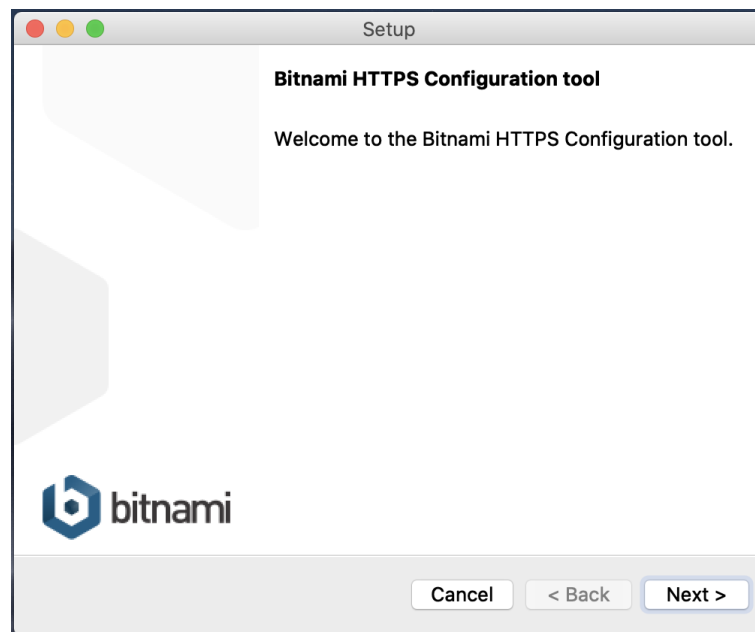 Setup
Bitnami HTTPS Configuration tool
Welcome to the Bitnami HTTPS Configuration tool.
bitnami
Cancel
< Back
Next >